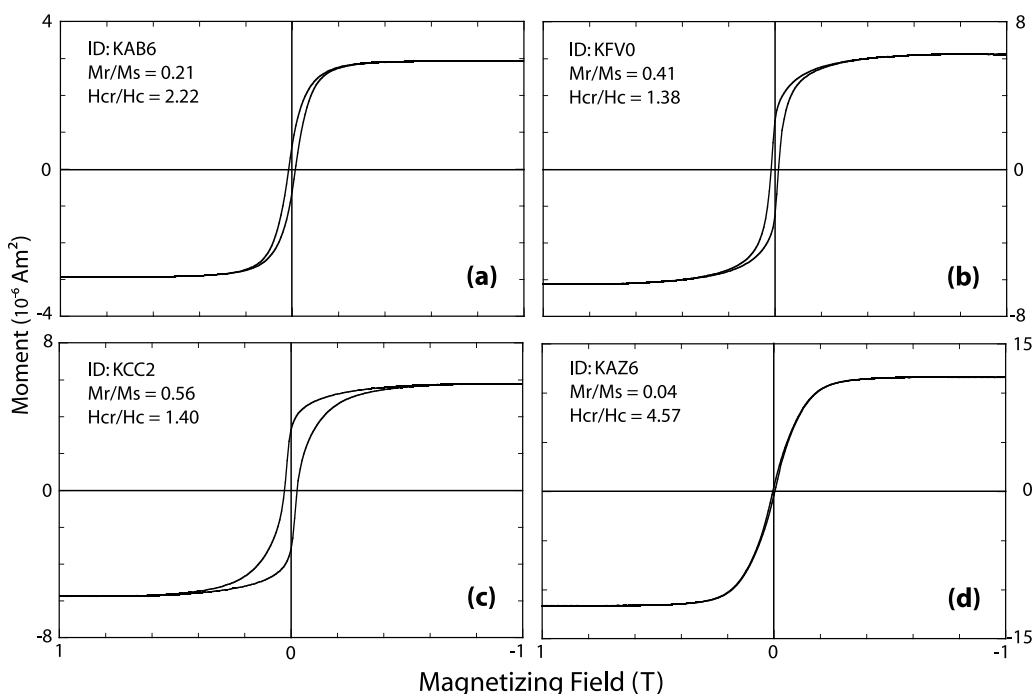 4
ID: KAB6
Mr/Ms = 0.21
Hcr/Hc = 2.22
0
(a)
-4
8
ID: KFV0
Mr/Ms = 0.41
Hcr/Hc = 1.38
0
(b)
-8
Moment (10⁻⁶ Am²)
8
ID: KCC2
Mr/Ms = 0.56
Hcr/Hc = 1.40
0
(c)
-8
1
0
-1
15
ID: KAZ6
Mr/Ms = 0.04
Hcr/Hc = 4.57
0
(d)
-15
1
0
-1
Magnetizing Field (T)